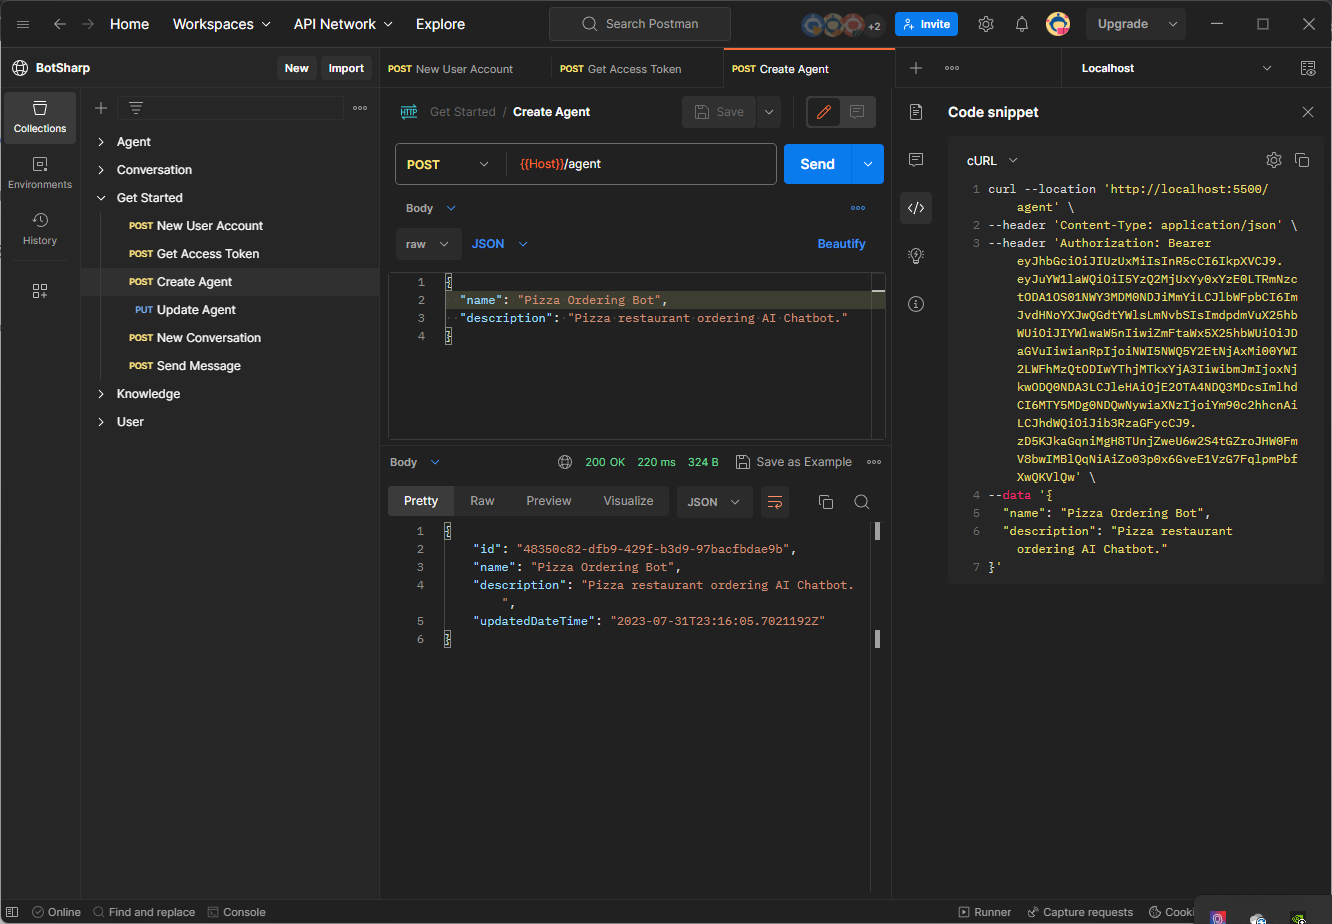 Home
Workspaces
API Network
Explore
Search Postman
+2
Invite
Upgrade
BotSharp
New
Import
POST New User Account
POST Get Access Token
POST Create Agent
Localhost
Collections
Environments
History
Agent
Conversation
Get Started
POST New User Account
POST Get Access Token
POST Create Agent
PUT Update Agent
POST New Conversation
POST Send Message
Knowledge
User
HTTP
Get Started / Create Agent
Save
POST
{{Host}}/agent
Send
Body
raw
JSON
Beautify
1 {
2 "name": "Pizza Ordering Bot",
3 "description": "Pizza restaurant ordering AI Chatbot."
4 }
Body
200 OK 220 ms 324 B
Save as Example
Pretty
Raw
Preview
Visualize
JSON
1 {
2 "id": "48350c82-dfb9-429f-b3d9-97bacfbdae9b",
3 "name": "Pizza Ordering Bot",
4 "description": "Pizza restaurant ordering AI Chatbot.
",
5 "updatedDateTime": "2023-07-31T23:16:05.7021192Z"
6 }
Code snippet
cURL
1 curl --location 'http://localhost:5500/
agent' \
2 --header 'Content-Type: application/json' \
3 --header 'Authorization: Bearer
eyJhbGciOiJIUzUxMiIsInR5cCI6IkpXVCJ9.
eyJuYW1laWQiOiI5YzQ2MjUxYy0xYzE0LTRmNzc
tODA1OS01NWY3MDM0NDJiMmYiLCJlbWFpbCI6Im
JvdHNoYXJwQGdtYWlsLmNvbSIsImdpdmVuX25hb
WUiOiJIYWlwaW5nIiwiZmFtaWx5X25hbWUiOiJD
aGVuIiwianRpIjoiNWI5NWQ5Y2EtNjAxMi00YWI
2LWFhMzQtODIwYThjMTkxYjA3IiwibmJmIjoxNj
kwODQ0NDA3LCJleHAiOjE2OTA4NDQ3MDcsImlhd
CI6MTY5MDg0NDQwNywiaXNzIjoiYm90c2hhcnAi
LCJhdWQiOiJib3RzaGFycCJ9.
zD5KJkaGqniMgH8TUnjZweU6w2S4tGZroJHW0Fm
V8bwIMBlQqNiAiZo03p0x6GveE1VzG7FqlpmPbf
XwQKVlQw' \
4 --data '{
5 "name": "Pizza Ordering Bot",
6 "description": "Pizza restaurant
ordering AI Chatbot."
7 }'
Online
Find and replace
Console
Runner
Capture requests
Cooki